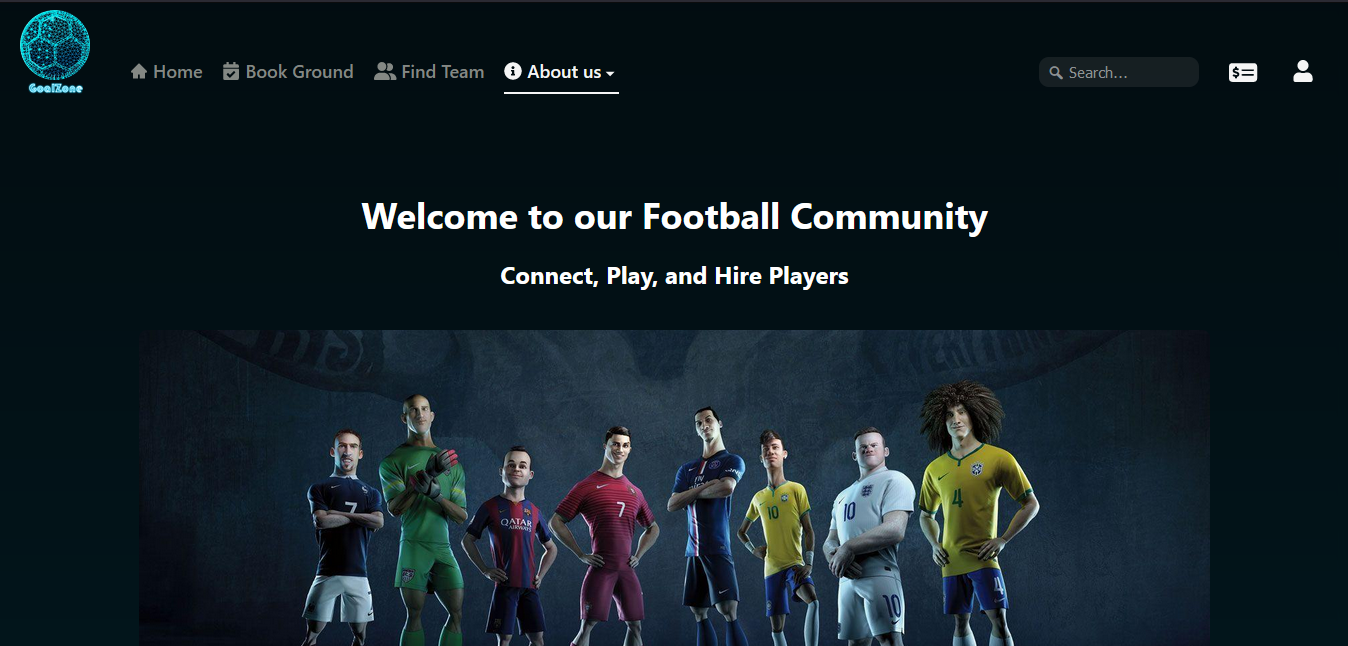 GoalZone
Home
Book Ground
Find Team
About us
Search...
$
Welcome to our Football Community
Connect, Play, and Hire Players
7
QATAR
AIRWAYS
7
10
10
10
4
4